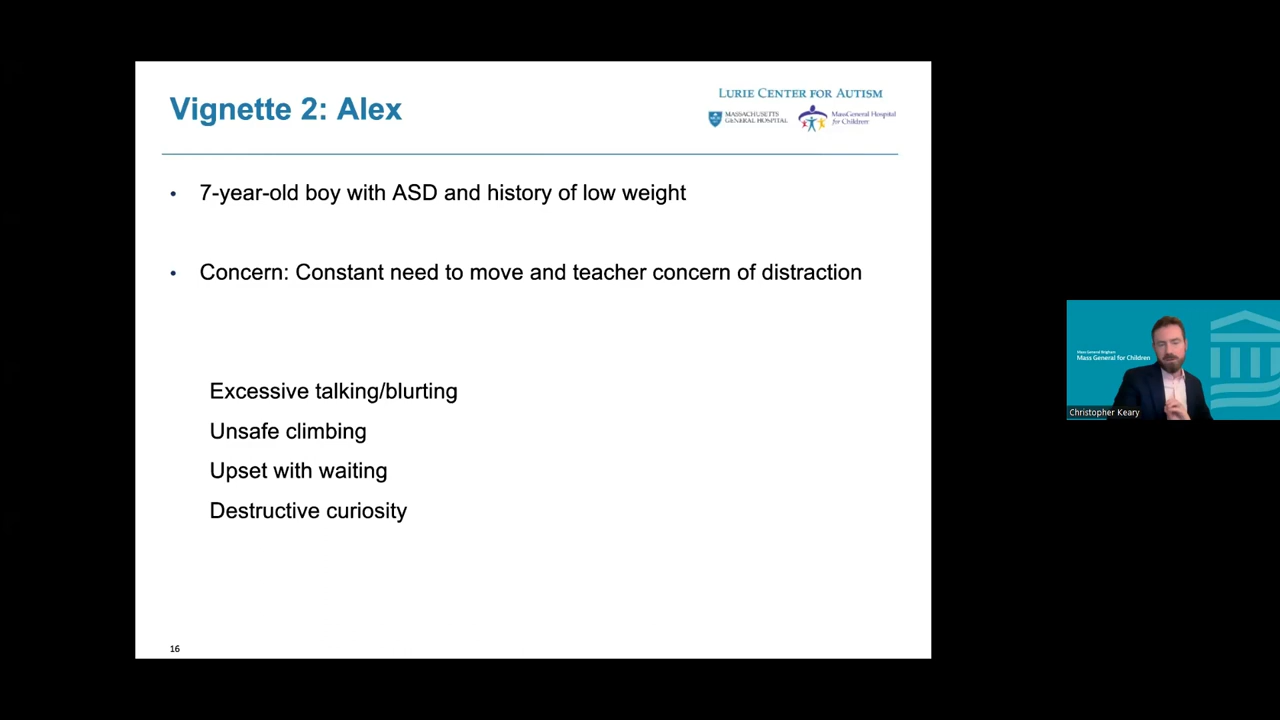 Vignette 2: Alex
LURIE CENTER FOR AUTISM
MASSACHUSETTS
GENERAL HOSPITAL
MassGeneral Hospital
for Children
• 7-year-old boy with ASD and history of low weight
• Concern: Constant need to move and teacher concern of distraction
Excessive talking/blurting
Unsafe climbing
Upset with waiting
Destructive curiosity
16
Mass General Brigham
Mass General for Children
Christopher Keary